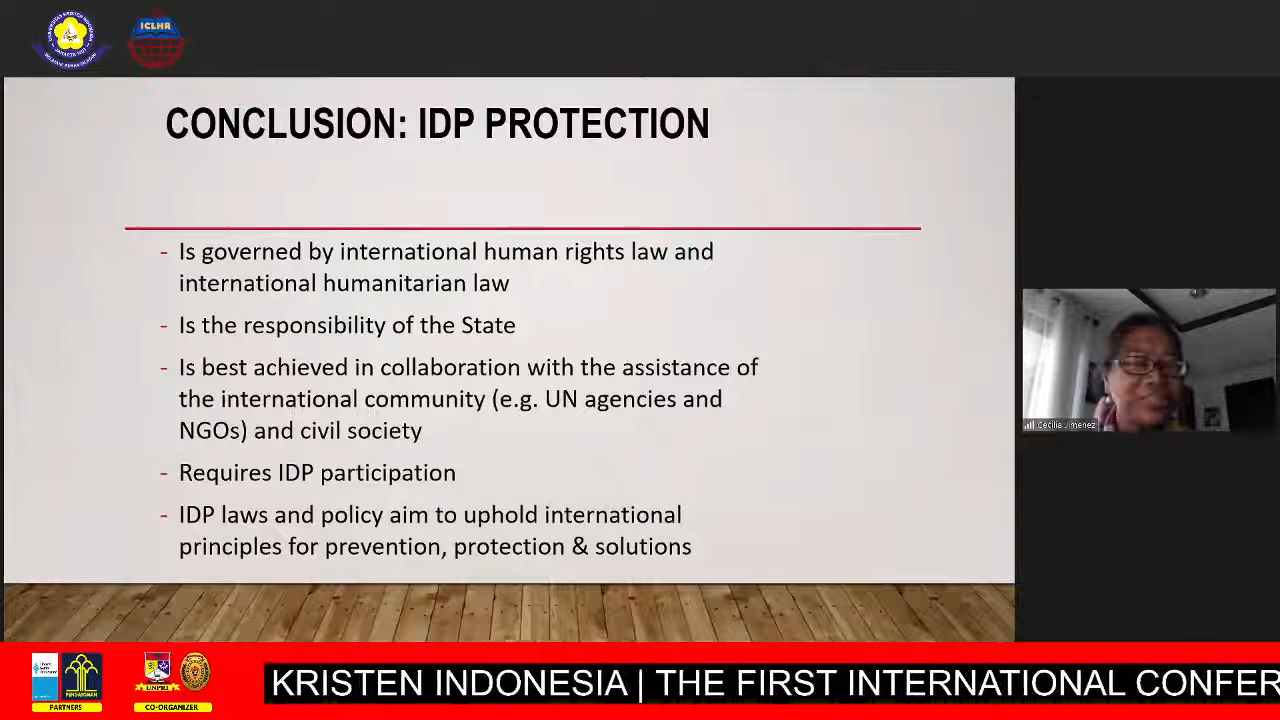 ICLHR
CONCLUSION: IDP PROTECTION
- Is governed by international human rights law and
international humanitarian law
- Is the responsibility of the State
- Is best achieved in collaboration with the assistance of
the international community (e.g. UN agencies and
NGOs) and civil society
- Requires IDP participation
- IDP laws and policy aim to uphold international
principles for prevention, protection & solutions
Cecilia Jimenez
PENGAYOMAN
UNPRI
PARTNERS
CO-ORGANIZER
KRISTEN INDONESIA | THE FIRST INTERNATIONAL CONFER